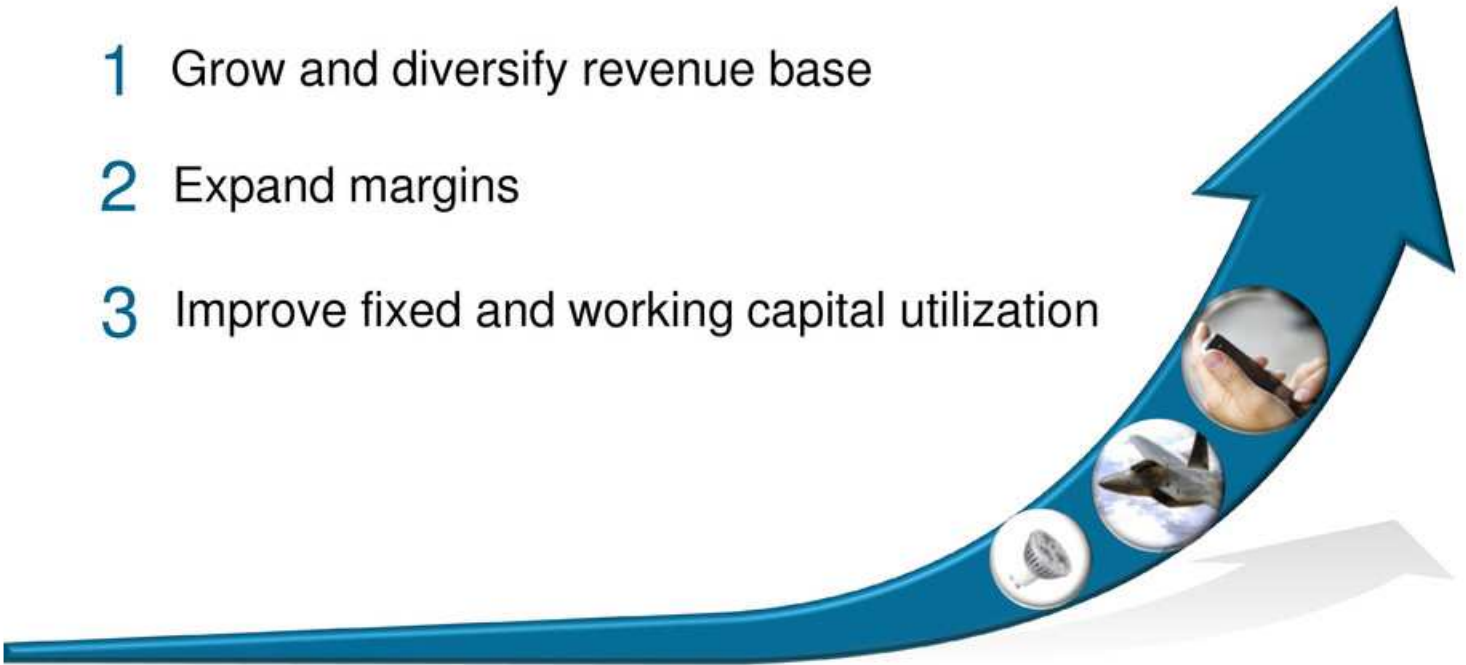 1 Grow and diversify revenue base
2 Expand margins
3 Improve fixed and working capital utilization